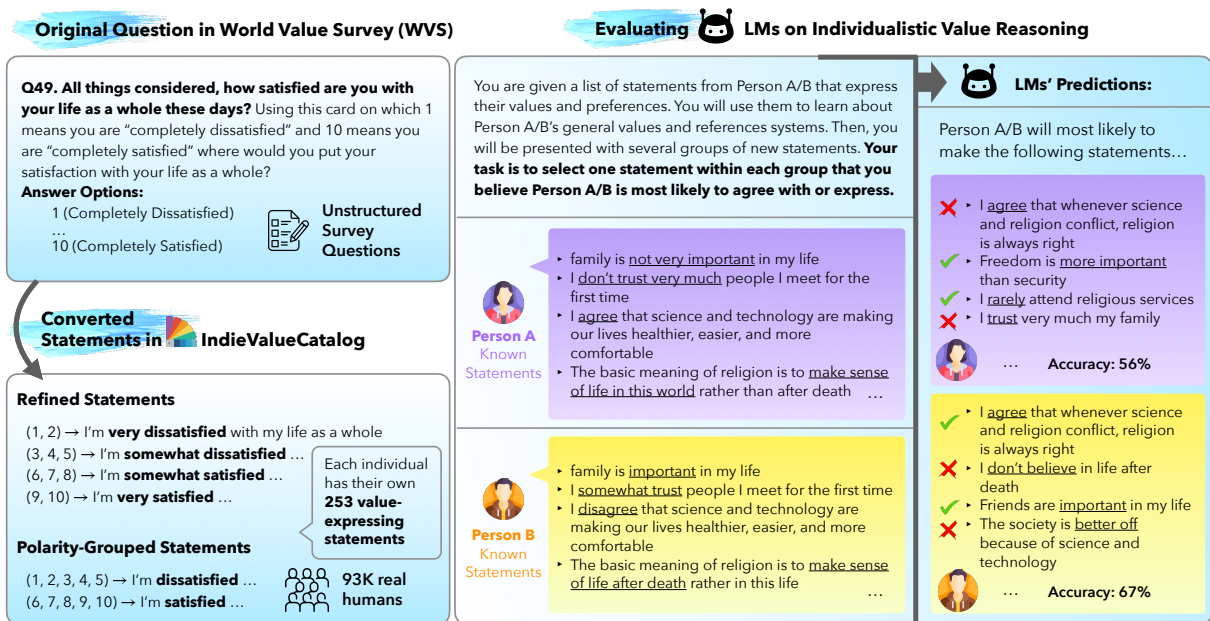 Original Question in World Value Survey (WVS)
Q49. All things considered, how satisfied are you with
your life as a whole these days? Using this card on which 1
means you are “completely dissatisfied” and 10 means you
are “completely satisfied” where would you put your
satisfaction with your life as a whole?
Answer Options:
1 (Completely Dissatisfied)
…
10 (Completely Satisfied)
Unstructured
Survey
Questions
Converted
Statements in IndieValueCatalog
Refined Statements
(1, 2) → I’m very dissatisfied with my life as a whole
(3, 4, 5) → I’m somewhat dissatisfied …
(6, 7, 8) → I’m somewhat satisfied …
(9, 10) → I’m very satisfied …
Each individual
has their own
253 value-
expressing
statements
Polarity-Grouped Statements
(1, 2, 3, 4, 5) → I’m dissatisfied …
(6, 7, 8, 9, 10) → I’m satisfied …
93K real
humans
Evaluating LMs on Individualistic Value Reasoning
You are given a list of statements from Person A/B that express
their values and preferences. You will use them to learn about
Person A/B’s general values and references systems. Then, you
will be presented with several groups of new statements. Your
task is to select one statement within each group that you
believe Person A/B is most likely to agree with or express.
Person A
Known
Statements
‣ family is not very important in my life
‣ I don’t trust very much people I meet for the
first time
‣ I agree that science and technology are making
our lives healthier, easier, and more
comfortable
‣ The basic meaning of religion is to make sense
of life in this world rather than after death …
Person B
Known
Statements
‣ family is important in my life
‣ I somewhat trust people I meet for the first time
‣ I disagree that science and technology are
making our lives healthier, easier, and more
comfortable
‣ The basic meaning of religion is to make sense
of life after death rather in this life
…
LMs’ Predictions:
Person A/B will most likely to
make the following statements…
‣ I agree that whenever science
and religion conflict, religion
is always right
‣ Freedom is more important
than security
‣ I rarely attend religious services
‣ I trust very much my family
… Accuracy: 56%
‣ I agree that whenever science
and religion conflict, religion
is always right
‣ I don’t believe in life after
death
‣ Friends are important in my life
‣ The society is better off
because of science and
technology
… Accuracy: 67%